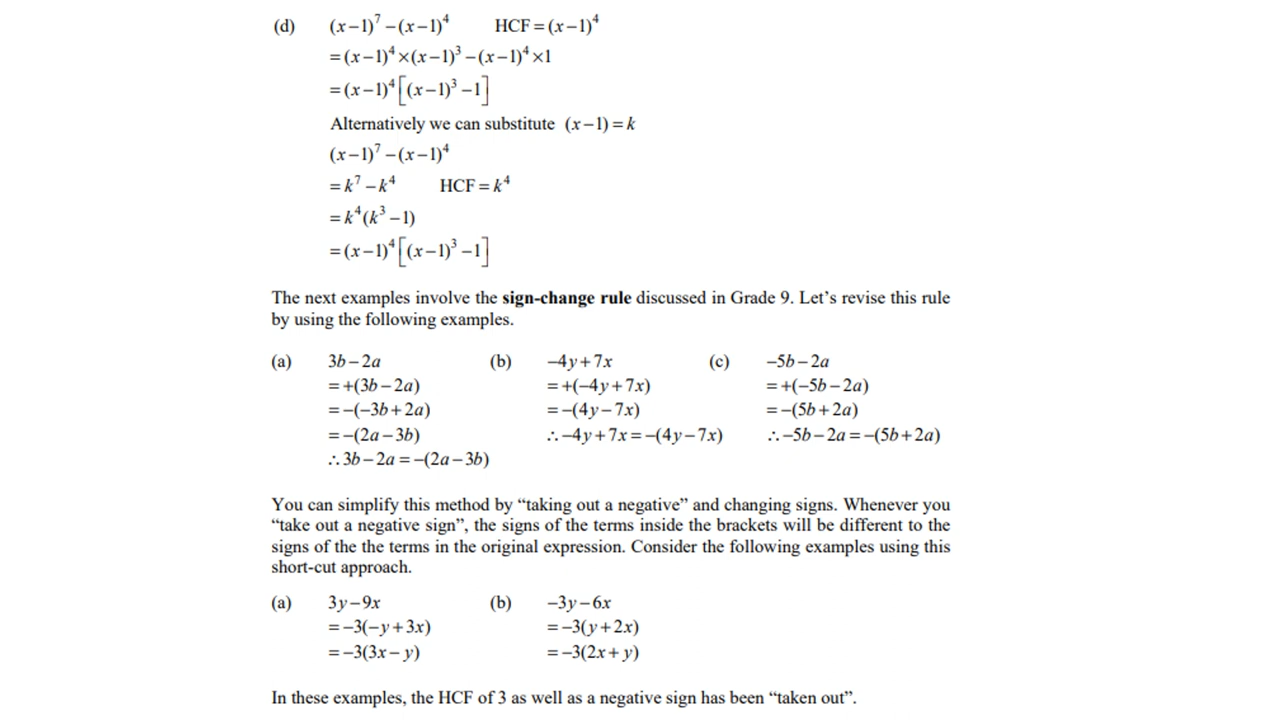 (d) (x−1)⁷ −(x−1)⁴ HCF=(x−1)⁴
=(x−1)⁴×(x−1)³−(x−1)⁴×1
=(x−1)⁴[(x−1)³−1]
Alternatively we can substitute (x−1)=k
(x−1)⁷ −(x−1)⁴
=k⁷ −k⁴ HCF=k⁴
=k⁴(k³−1)
=(x−1)⁴[(x−1)³−1]
The next examples involve the sign-change rule discussed in Grade 9. Let’s revise this rule
by using the following examples.
(a) 3b−2a (b) −4y+7x (c) −5b−2a
=+(3b−2a) =+(−4y+7x) =+(−5b−2a)
=−(−3b+2a) =−(4y−7x) =−(5b+2a)
=−(2a−3b) ∴−4y+7x=−(4y−7x) ∴−5b−2a=−(5b+2a)
∴3b−2a=−(2a−3b)
You can simplify this method by “taking out a negative” and changing signs. Whenever you
“take out a negative sign”, the signs of the terms inside the brackets will be different to the
signs of the the terms in the original expression. Consider the following examples using this
short-cut approach.
(a) 3y−9x (b) −3y−6x
=−3(−y+3x) =−3(y+2x)
=−3(3x−y) =−3(2x+y)
In these examples, the HCF of 3 as well as a negative sign has been “taken out”.